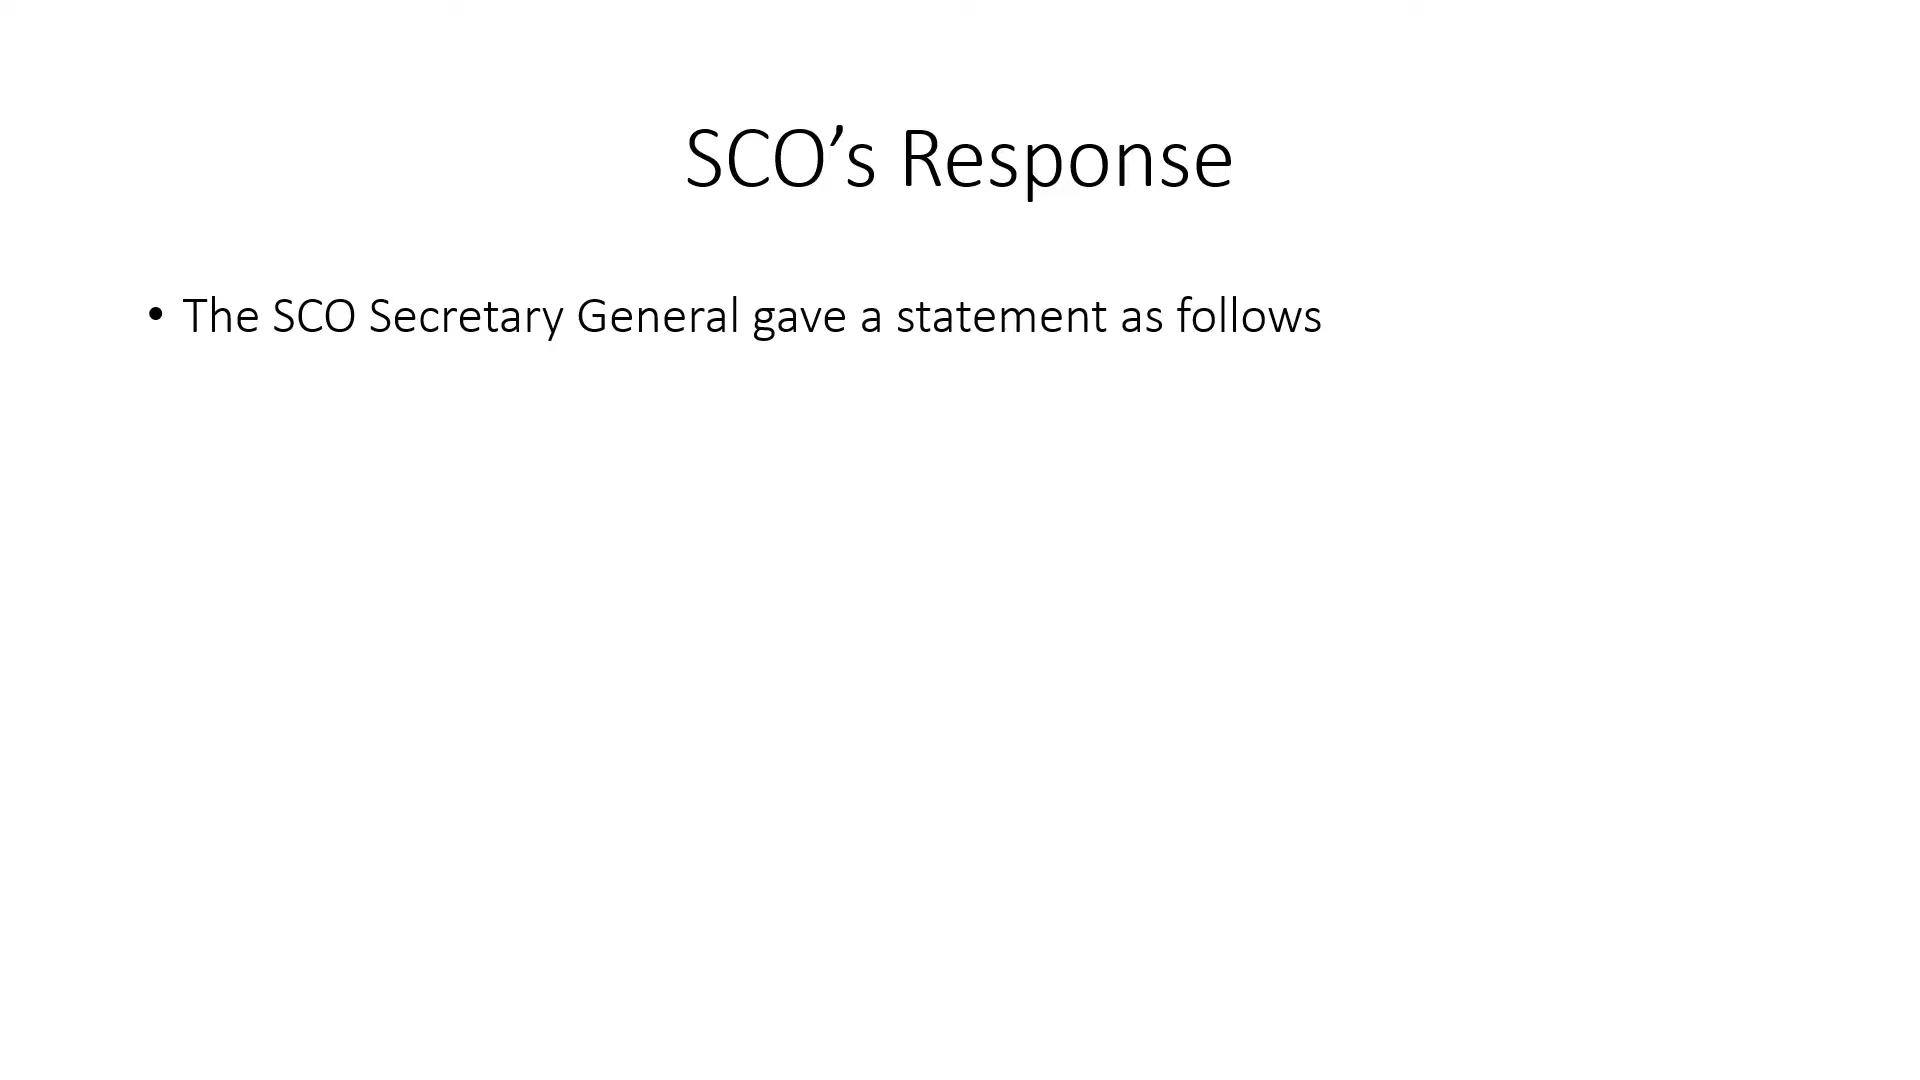 SCO’s Response
• The SCO Secretary General gave a statement as follows